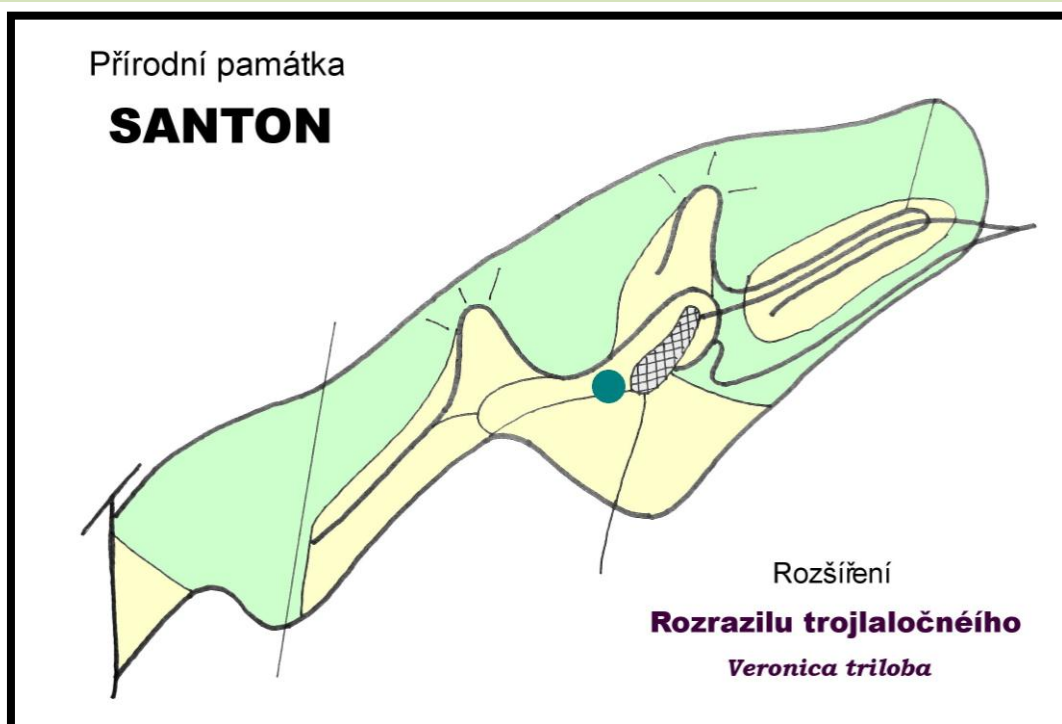 Přírodní památka
SANTON
Rozšíření
Rozrazilu trojlaločnéího
Veronica triloba